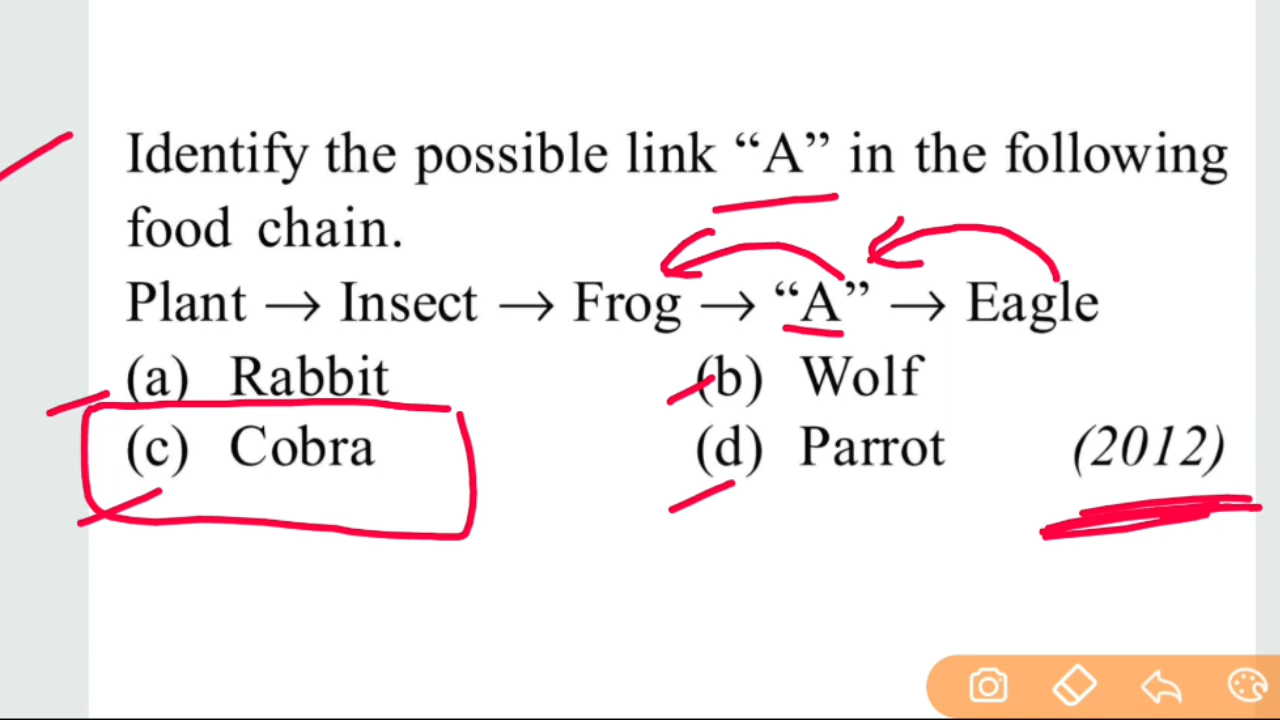 Identify the possible link “A” in the following
food chain.
Plant → Insect → Frog → “A” → Eagle
(a) Rabbit (b) Wolf
(c) Cobra (d) Parrot (2012)